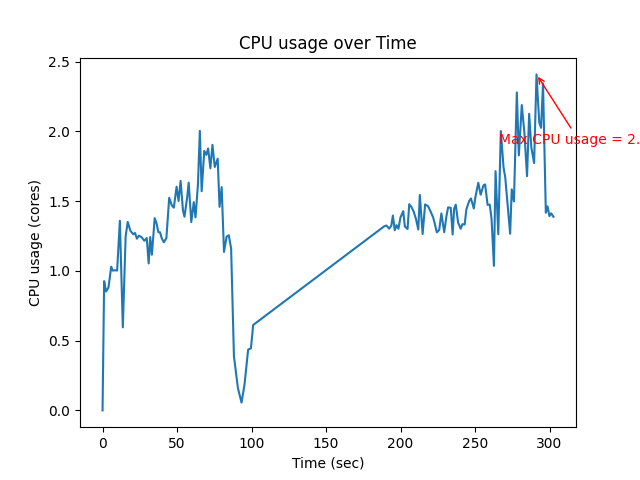 CPU usage over Time
2.5
2.0
1.5
1.0
0.5
0.0
CPU usage (cores)
Max CPU usage = 2.
0 50 100 150 200 250 300
Time (sec)